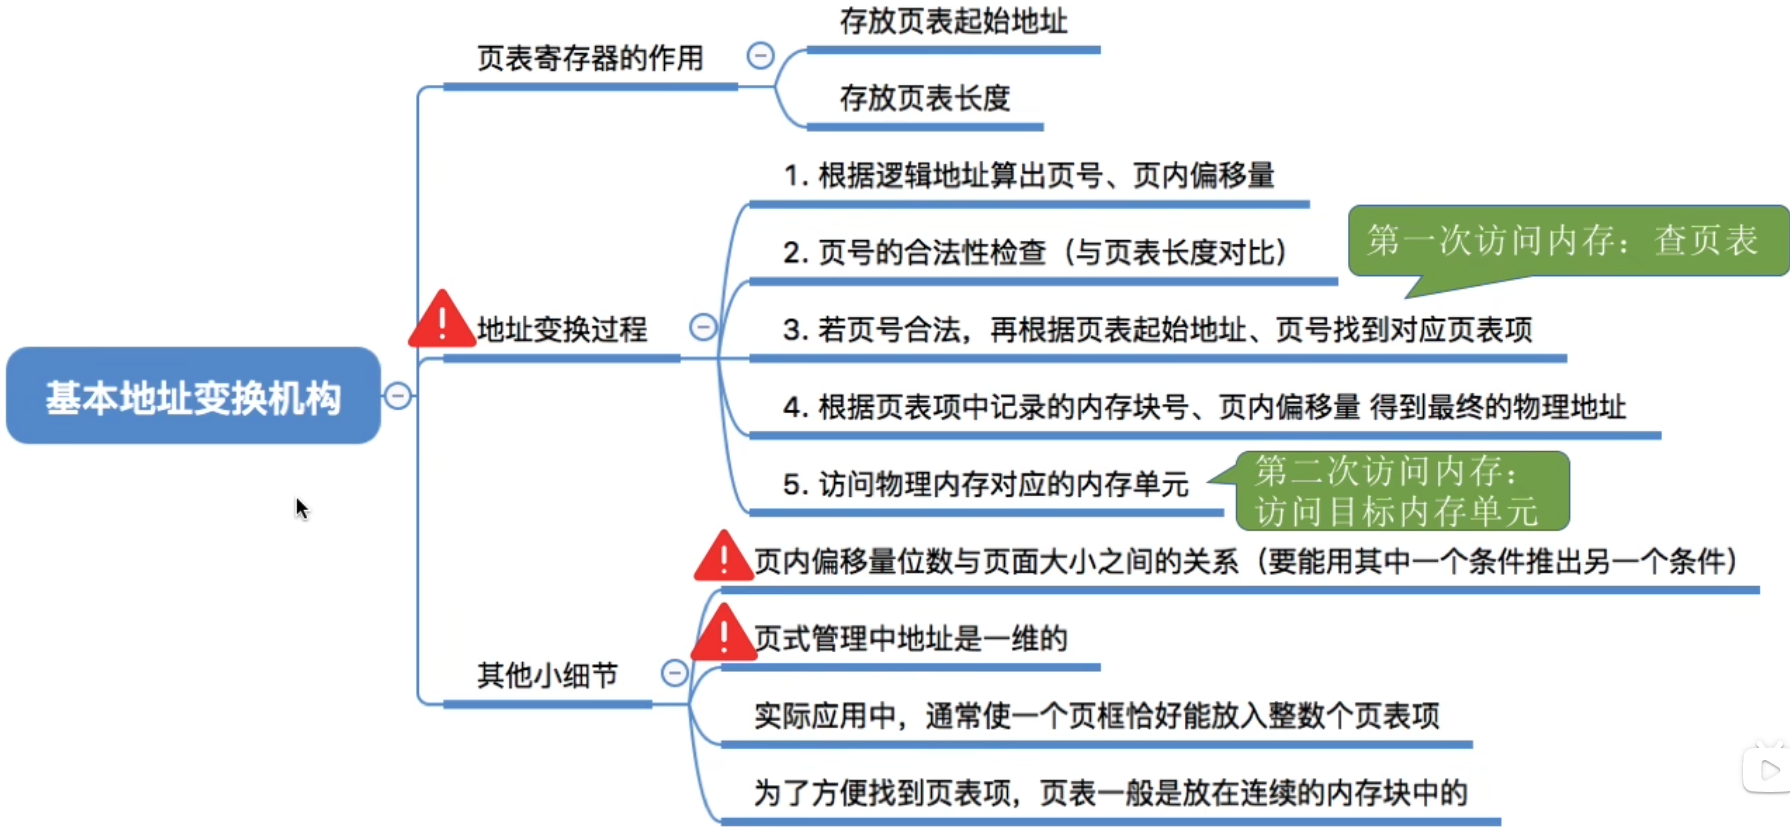 基本地址变换机构
页表寄存器的作用
存放页表起始地址
存放页表长度
地址变换过程
1. 根据逻辑地址算出页号、页内偏移量
2. 页号的合法性检查（与页表长度对比）
3. 若页号合法，再根据页表起始地址、页号找到对应页表项
第一次访问内存：查页表
4. 根据页表项中记录的内存块号、页内偏移量 得到最终的物理地址
5. 访问物理内存对应的内存单元
第二次访问内存：
访问目标内存单元
其他小细节
页内偏移量位数与页面大小之间的关系（要能用其中一个条件推出另一个条件）
页式管理中地址是一维的
实际应用中，通常使一个页框恰好能放入整数个页表项
为了方便找到页表项，页表一般是放在连续的内存块中的